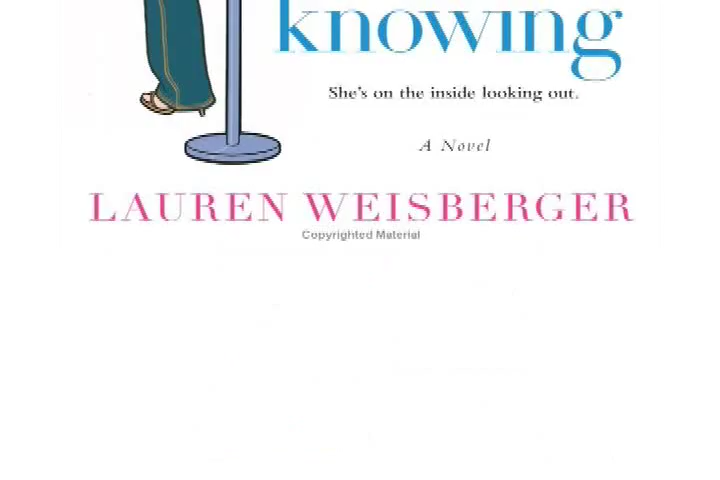 knowing
She's on the inside looking out.
A Novel
LAUREN WEISBERGER
Copyrighted Material